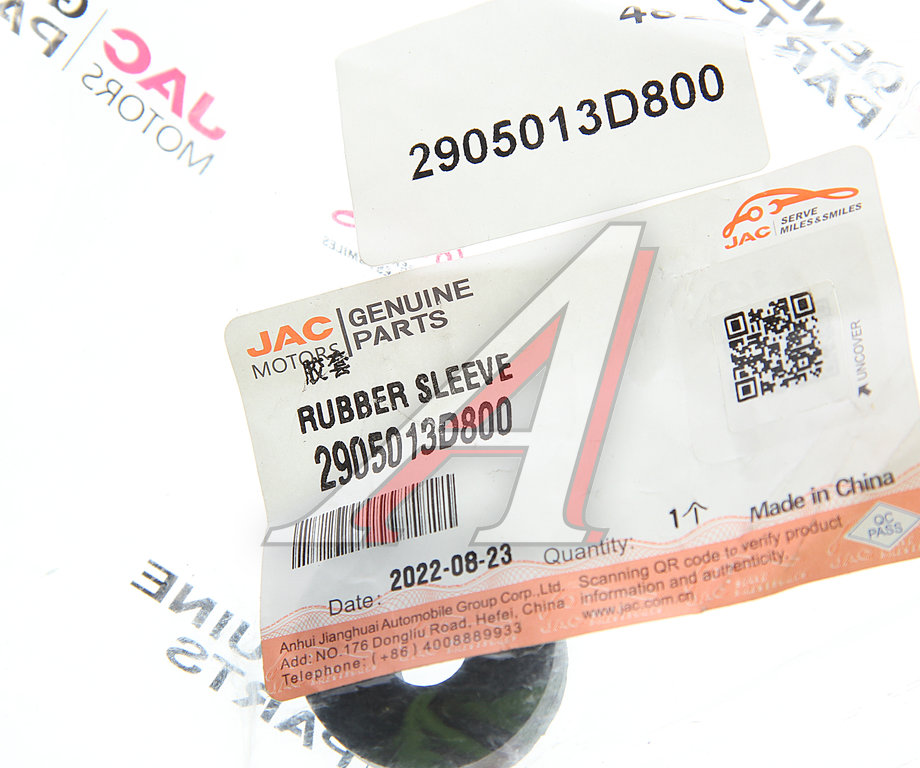 2905013D800
JAC
SERVE
MILES&SMILES
JAC
MOTORS
GENUINE
PARTS
胶套
RUBBER SLEEVE
2905013D800
UNCOVER
Date: 2022-08-23
Quantity: 1个
Made in China
QC
PASS
Anhui Jianghuai Automobile Group Corp.,Ltd.
Add: NO.176 Dongliu Road, Hefei, China
Telephone: (+86) 4008889933
Scanning QR code to verify product
information and authenticity.
www.jac.com.cn
JAC
MOTORS
GENUINE
PARTS